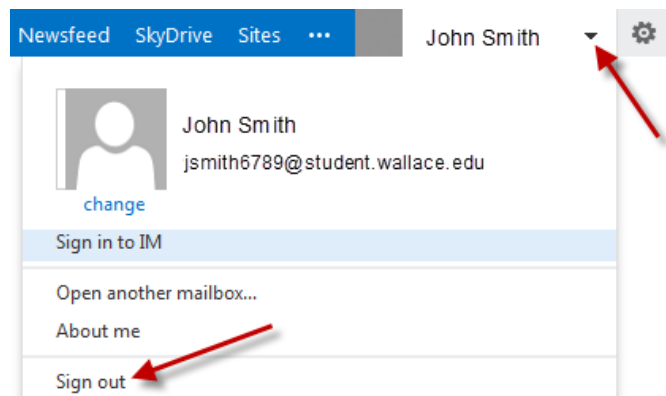 Newsfeed SkyDrive Sites ••• John Smith
John Smith
jsmith6789@student.wallace.edu
change
Sign in to IM
Open another mailbox...
About me
Sign out